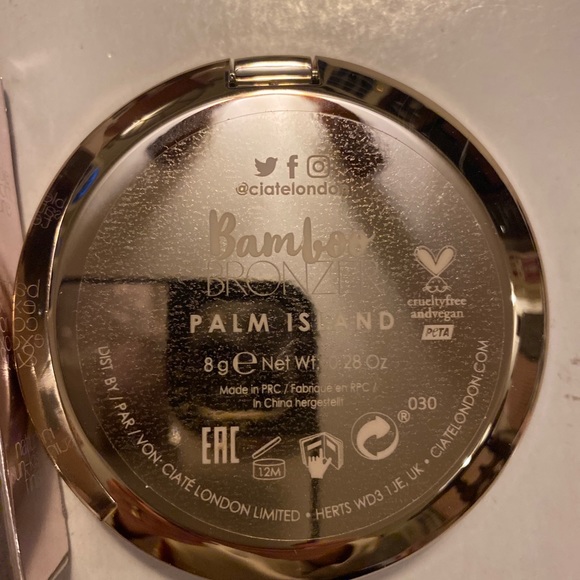 @ciatelondon
Bamboo
BRONZE
PALM ISLAND
8 g e Net Wt. 0.28 Oz
Made in PRC / Fabriqué en RPC /
In China hergestellt
cruelty free
and vegan
PETA
® 030
EAC
12M
DIST. BY / PAR / VON: CIATÉ LONDON LIMITED • HERTS WD3 1JE, UK • CIATELONDON.COM